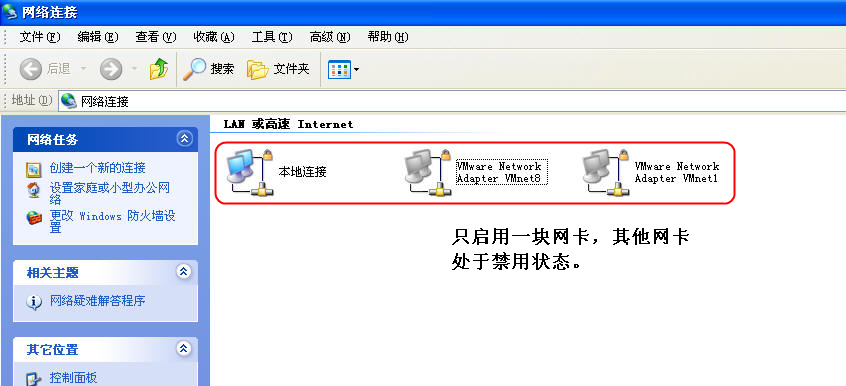 网络连接
文件(F) 编辑(E) 查看(V) 收藏(A) 工具(T) 高级(N) 帮助(H)
后退 搜索 文件夹
地址(D) 网络连接
网络任务
创建一个新的连接
设置家庭或小型办公网
络
更改 Windows 防火墙设
置
相关主题
网络疑难解答程序
其它位置
控制面板
LAN 或高速 Internet
本地连接
VMware Network
Adapter VMnet8
VMware Network
Adapter VMnet1
只启用一块网卡，其他网卡
处于禁用状态。